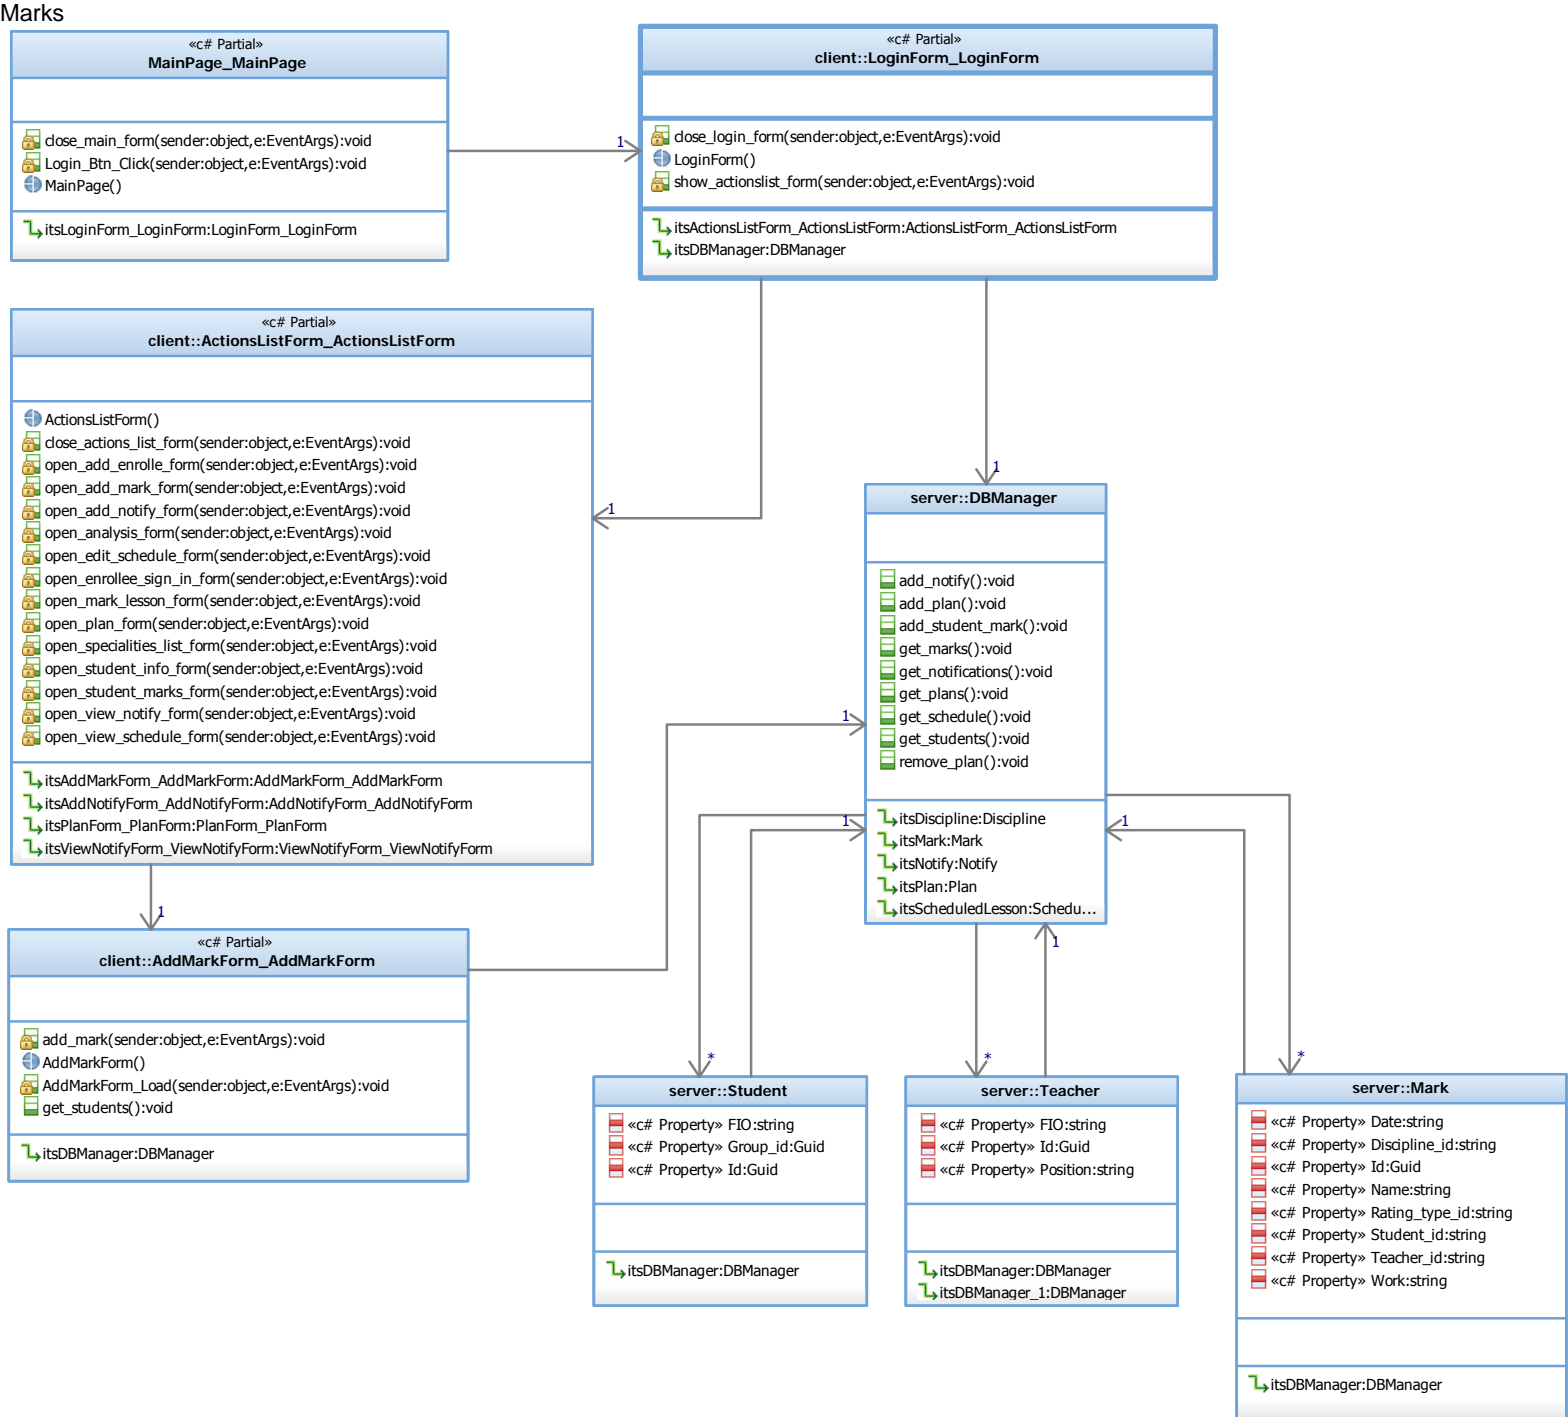 Marks
«c# Partial»
MainPage_MainPage
close_main_form(sender:object,e:EventArgs):void
Login_Btn_Click(sender:object,e:EventArgs):void
MainPage()
itsLoginForm_LoginForm:LoginForm_LoginForm
1
«c# Partial»
client::LoginForm_LoginForm
close_login_form(sender:object,e:EventArgs):void
LoginForm()
show_actionslist_form(sender:object,e:EventArgs):void
itsActionsListForm_ActionsListForm:ActionsListForm_ActionsListForm
itsDBManager:DBManager
«c# Partial»
client::ActionsListForm_ActionsListForm
ActionsListForm()
close_actions_list_form(sender:object,e:EventArgs):void
open_add_enrolle_form(sender:object,e:EventArgs):void
open_add_mark_form(sender:object,e:EventArgs):void
open_add_notify_form(sender:object,e:EventArgs):void
open_analysis_form(sender:object,e:EventArgs):void
open_edit_schedule_form(sender:object,e:EventArgs):void
open_enrollee_sign_in_form(sender:object,e:EventArgs):void
open_mark_lesson_form(sender:object,e:EventArgs):void
open_plan_form(sender:object,e:EventArgs):void
open_specialities_list_form(sender:object,e:EventArgs):void
open_student_info_form(sender:object,e:EventArgs):void
open_student_marks_form(sender:object,e:EventArgs):void
open_view_notify_form(sender:object,e:EventArgs):void
open_view_schedule_form(sender:object,e:EventArgs):void
itsAddMarkForm_AddMarkForm:AddMarkForm_AddMarkForm
itsAddNotifyForm_AddNotifyForm:AddNotifyForm_AddNotifyForm
itsPlanForm_PlanForm:PlanForm_PlanForm
itsViewNotifyForm_ViewNotifyForm:ViewNotifyForm_ViewNotifyForm
1
1
server::DBManager
add_notify():void
add_plan():void
add_student_mark():void
get_marks():void
get_notifications():void
get_plans():void
get_schedule():void
get_students():void
remove_plan():void
itsDiscipline:Discipline
itsMark:Mark
itsNotify:Notify
itsPlan:Plan
itsScheduledLesson:Schedu...
1
1
1
1
1
«c# Partial»
client::AddMarkForm_AddMarkForm
add_mark(sender:object,e:EventArgs):void
AddMarkForm()
AddMarkForm_Load(sender:object,e:EventArgs):void
get_students():void
itsDBManager:DBManager
*
*
*
server::Student
«c# Property» FIO:string
«c# Property» Group_id:Guid
«c# Property» Id:Guid
itsDBManager:DBManager
server::Teacher
«c# Property» FIO:string
«c# Property» Id:Guid
«c# Property» Position:string
itsDBManager:DBManager
itsDBManager_1:DBManager
server::Mark
«c# Property» Date:string
«c# Property» Discipline_id:string
«c# Property» Id:Guid
«c# Property» Name:string
«c# Property» Rating_type_id:string
«c# Property» Student_id:string
«c# Property» Teacher_id:string
«c# Property» Work:string
itsDBManager:DBManager